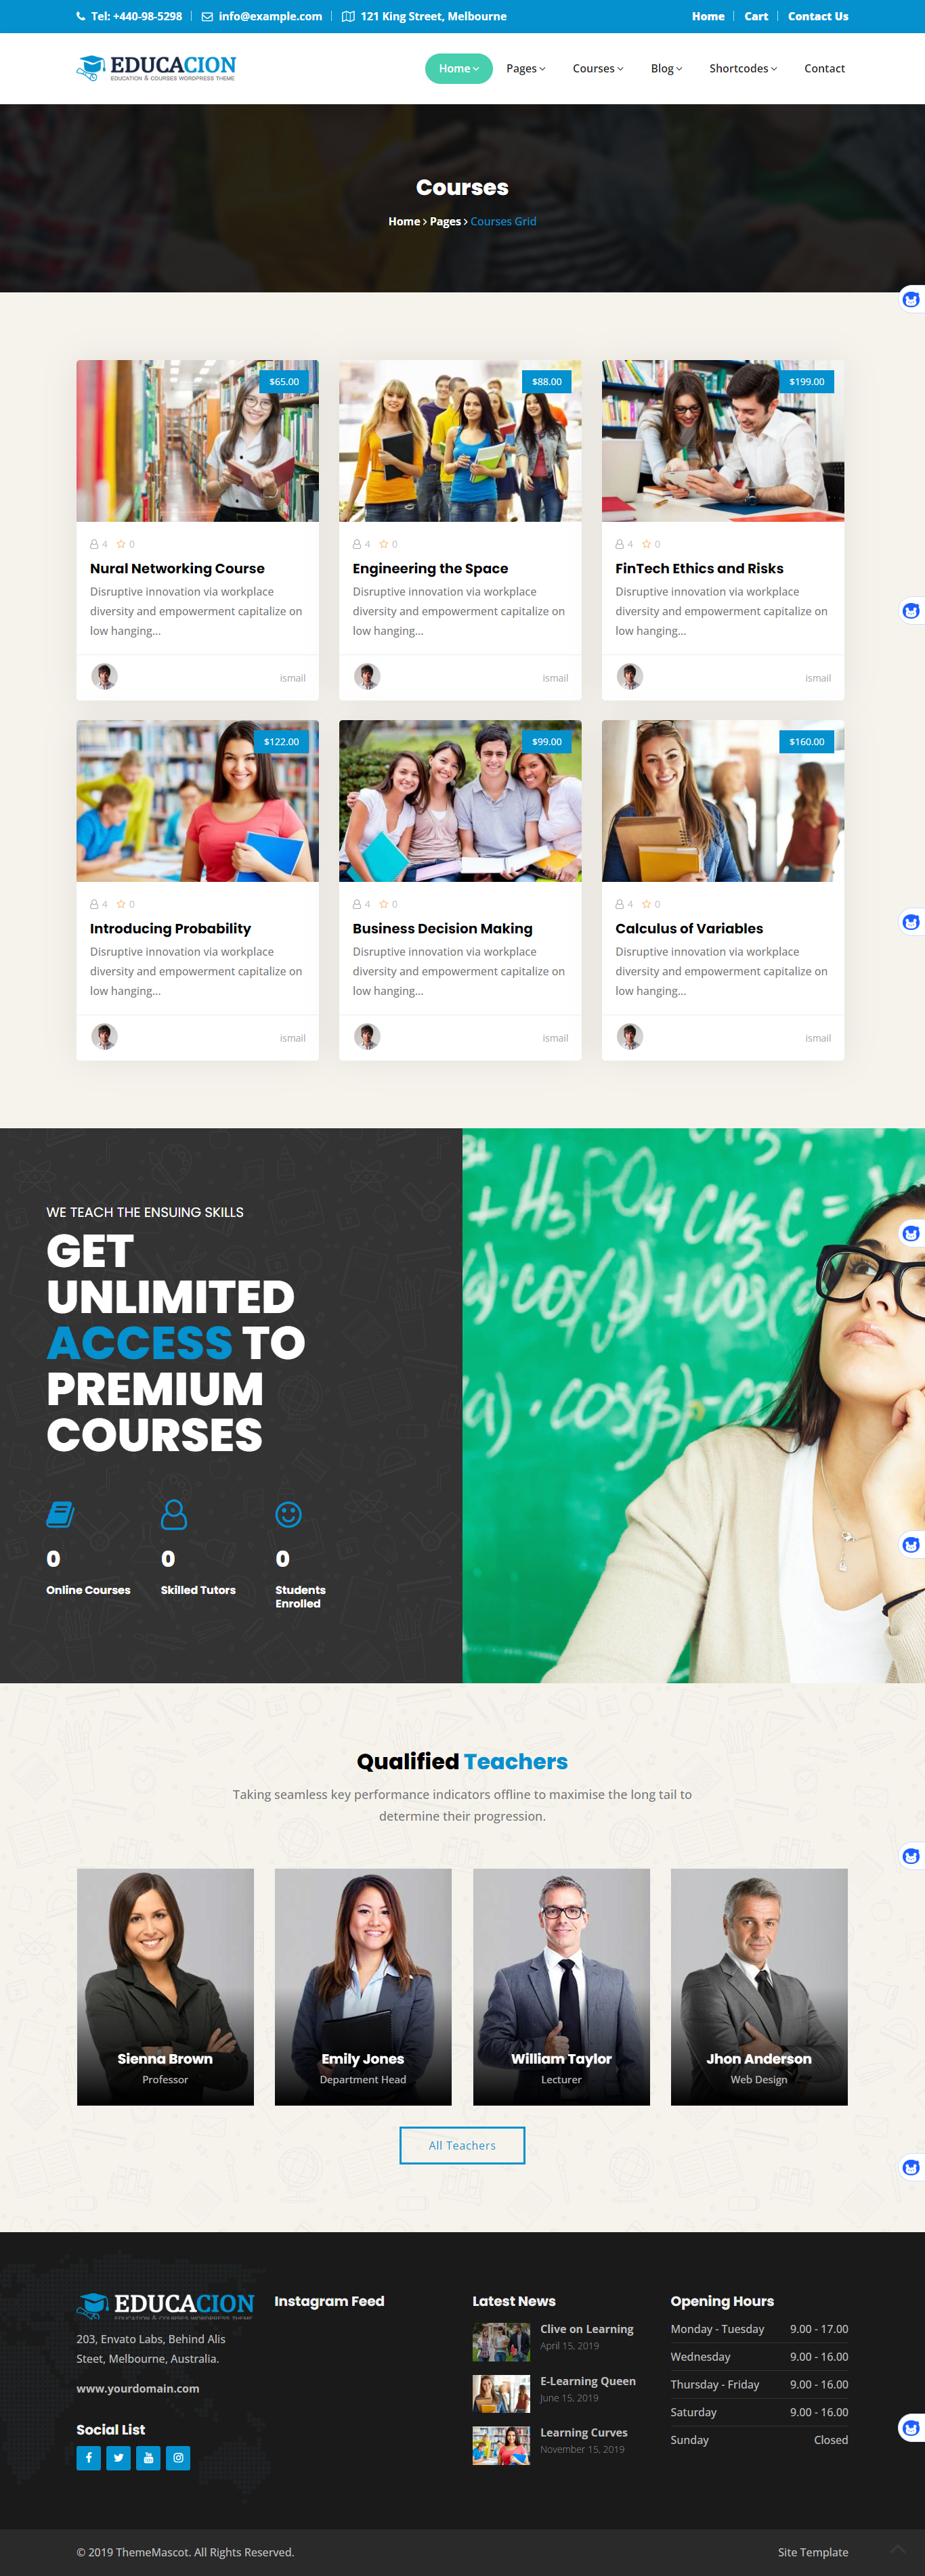 Tel: +440-98-5298 info@example.com 121 King Street, Melbourne Home Cart Contact Us
EDUCACION
EDUCATION & COURSES WORDPRESS THEME
Home Pages Courses Blog Shortcodes Contact
Courses
Home > Pages > Courses Grid
$65.00 $88.00 $199.00
4 0 4 0 4 0
Nural Networking Course Engineering the Space FinTech Ethics and Risks
Disruptive innovation via workplace Disruptive innovation via workplace Disruptive innovation via workplace
diversity and empowerment capitalize on diversity and empowerment capitalize on diversity and empowerment capitalize on
low hanging... low hanging... low hanging...
ismail ismail ismail
$122.00 $99.00 $160.00
4 0 4 0 4 0
Introducing Probability Business Decision Making Calculus of Variables
Disruptive innovation via workplace Disruptive innovation via workplace Disruptive innovation via workplace
diversity and empowerment capitalize on diversity and empowerment capitalize on diversity and empowerment capitalize on
low hanging... low hanging... low hanging...
ismail ismail ismail
WE TEACH THE ENSUING SKILLS
GET
UNLIMITED
ACCESS TO
PREMIUM
COURSES
0 0 0
Online Courses Skilled Tutors Students
Enrolled
Qualified Teachers
Taking seamless key performance indicators offline to maximise the long tail to
determine their progression.
Sienna Brown Emily Jones William Taylor Jhon Anderson
Professor Department Head Lecturer Web Design
All Teachers
EDUCACION
EDUCATION & COURSES WORDPRESS THEME
203, Envato Labs, Behind Alis
Steet, Melbourne, Australia.
www.yourdomain.com
Social List
Instagram Feed
Latest News
Clive on Learning
April 15, 2019
E-Learning Queen
June 15, 2019
Learning Curves
November 15, 2019
Opening Hours
Monday - Tuesday 9.00 - 17.00
Wednesday 9.00 - 16.00
Thursday - Friday 9.00 - 16.00
Saturday 9.00 - 16.00
Sunday Closed
© 2019 ThemeMascot. All Rights Reserved. Site Template